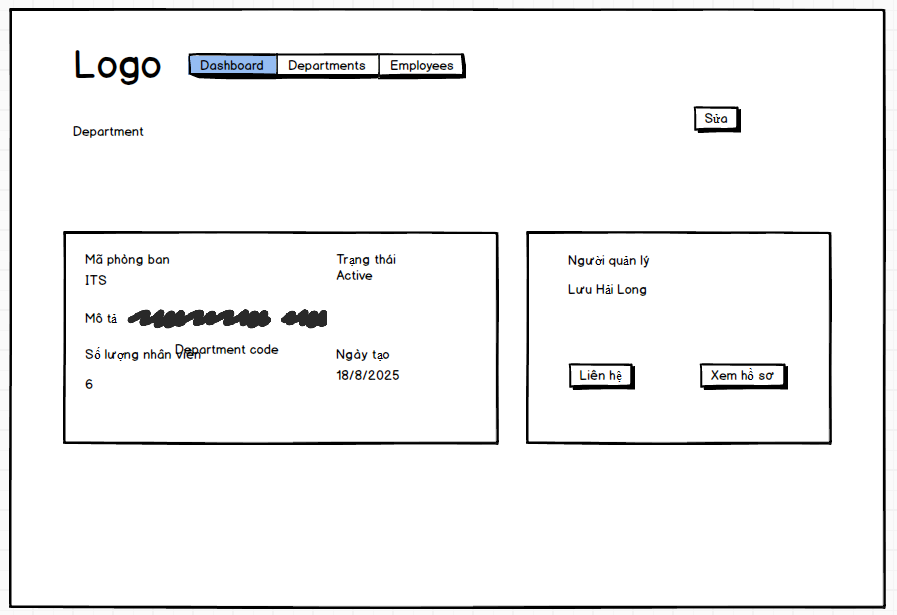 Logo
Dashboard Departments Employees
Sửa
Department
Mã phòng ban
Trạng thái
ITS
Active
Mô tả
Department code
Số lượng nhân viên
Ngày tạo
6
18/8/2025
Người quản lý
Lưu Hải Long
Liên hệ
Xem hồ sơ